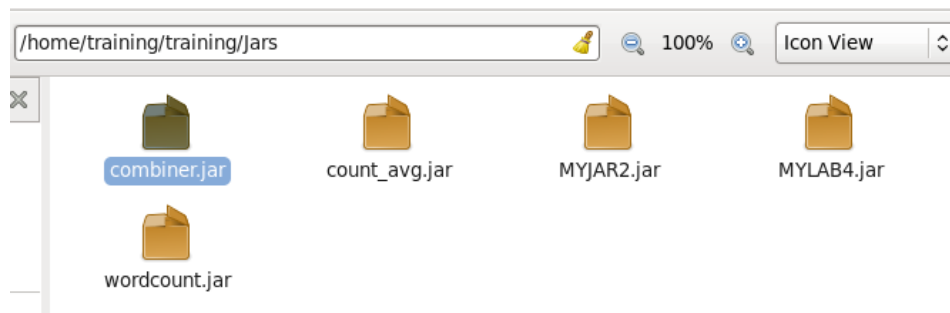 /home/training/training/Jars 100% Icon View
combiner.jar count_avg.jar MYJAR2.jar MYLAB4.jar
wordcount.jar